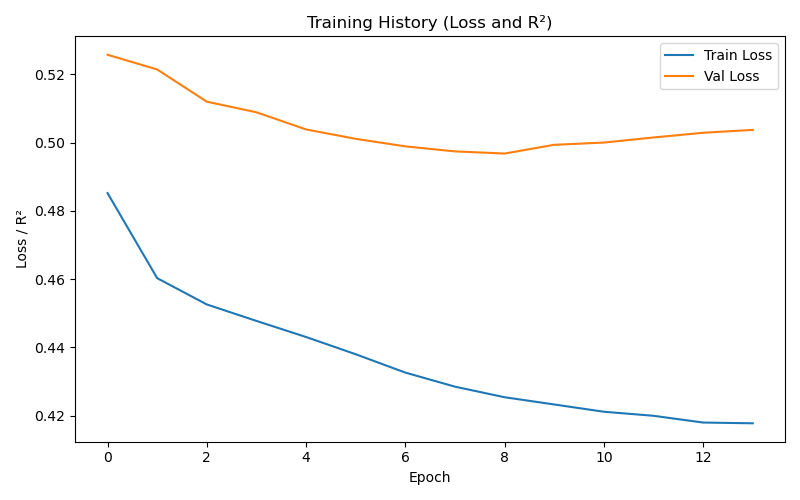 Training History (Loss and R²)
Train Loss
Val Loss
Loss / R²
0.52
0.50
0.48
0.46
0.44
0.42
0 2 4 6 8 10 12
Epoch